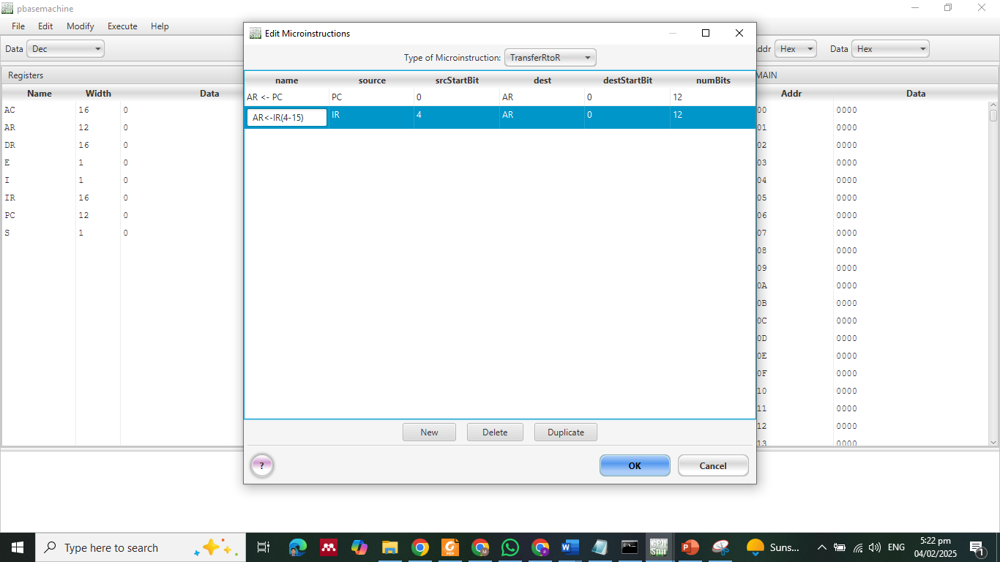 pbasemachine
File Edit Modify Execute Help
Data Dec
Addr Hex Data Hex
Registers
Name Width Data
AC 16 0
AR 12 0
DR 16 0
E 1 0
I 1 0
IR 16 0
PC 12 0
S 1 0
Edit Microinstructions
Type of Microinstruction: TransferRtoR
name source srcStartBit dest destStartBit numBits
AR <- PC PC 0 AR 0 12
AR<-IR(4-15) IR 4 AR 0 12
New Delete Duplicate
? OK Cancel
MAIN
Addr Data
00 0000
01 0000
02 0000
03 0000
04 0000
05 0000
06 0000
07 0000
08 0000
09 0000
0A 0000
0B 0000
0C 0000
0D 0000
0E 0000
0F 0000
10 0000
11 0000
12 0000
13 0000
Type here to search
Suns...
ENG
5:22 pm
04/02/2025
1